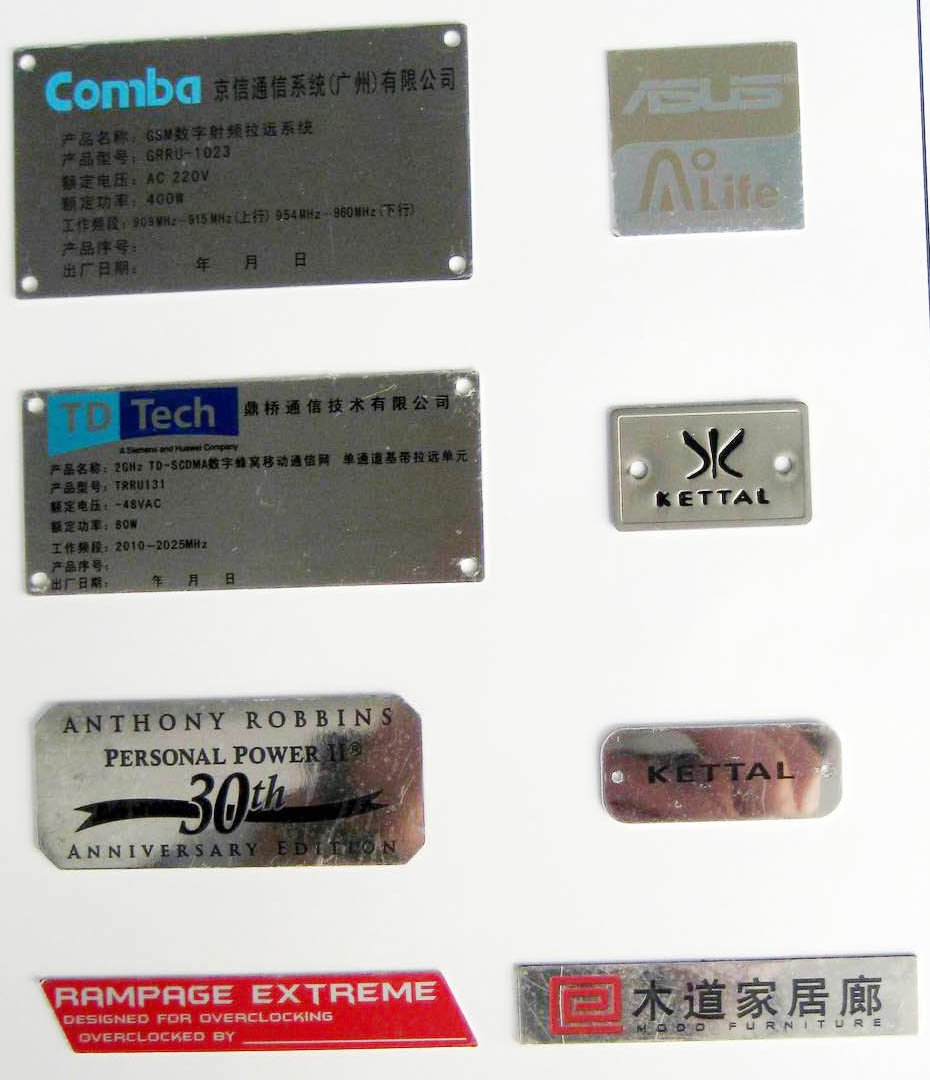 Comba 京信通信系统(广州)有限公司
产品名称: GSM数字射频拉远系统
产品型号: GRRU-1023
额定电压: AC 220V
额定功率: 400W
工作频段: 909MHz-915MHz(上行) 954MHz-960MHz(下行)
产品序号:
出厂日期: 年 月 日
ASUS
Ai Life
TD Tech 鼎桥通信技术有限公司
A Siemens and Huawei Company
产品名称: 2GHz TD-SCDMA数字蜂窝移动通信网 单通道基带拉远单元
产品型号: TRRU131
额定电压: -48VAC
额定功率: 80W
工作频段: 2010-2025MHz
产品序号:
出厂日期: 年 月 日
KETTAL
ANTHONY ROBBINS
PERSONAL POWER II®
30th
ANNIVERSARY EDITION
KETTAL
RAMPAGE EXTREME
DESIGNED FOR OVERCLOCKING
OVERCLOCKED BY
木道家居廊
MODO FURNITURE